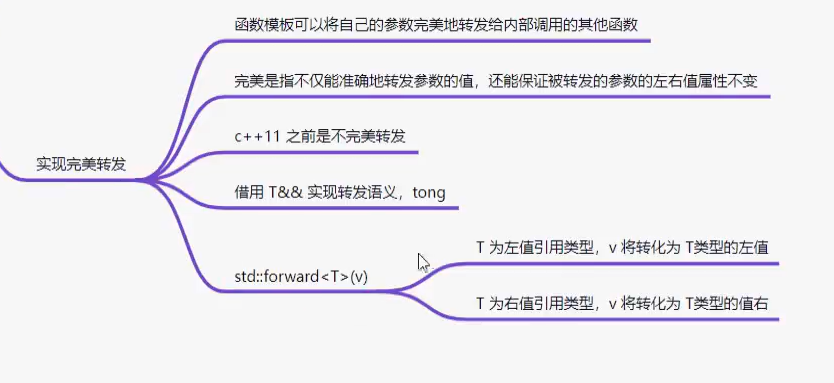 函数模板可以将自己的参数完美地转发给内部调用的其他函数
完美是指不仅能准确地转发参数的值，还能保证被转发的参数的左右值属性不变
c++11 之前是不完美转发
实现完美转发
借用 T&& 实现转发语义，tong
std::forward<T>(v)
T 为左值引用类型，v 将转化为 T类型的左值
T 为右值引用类型，v 将转化为 T类型的值右